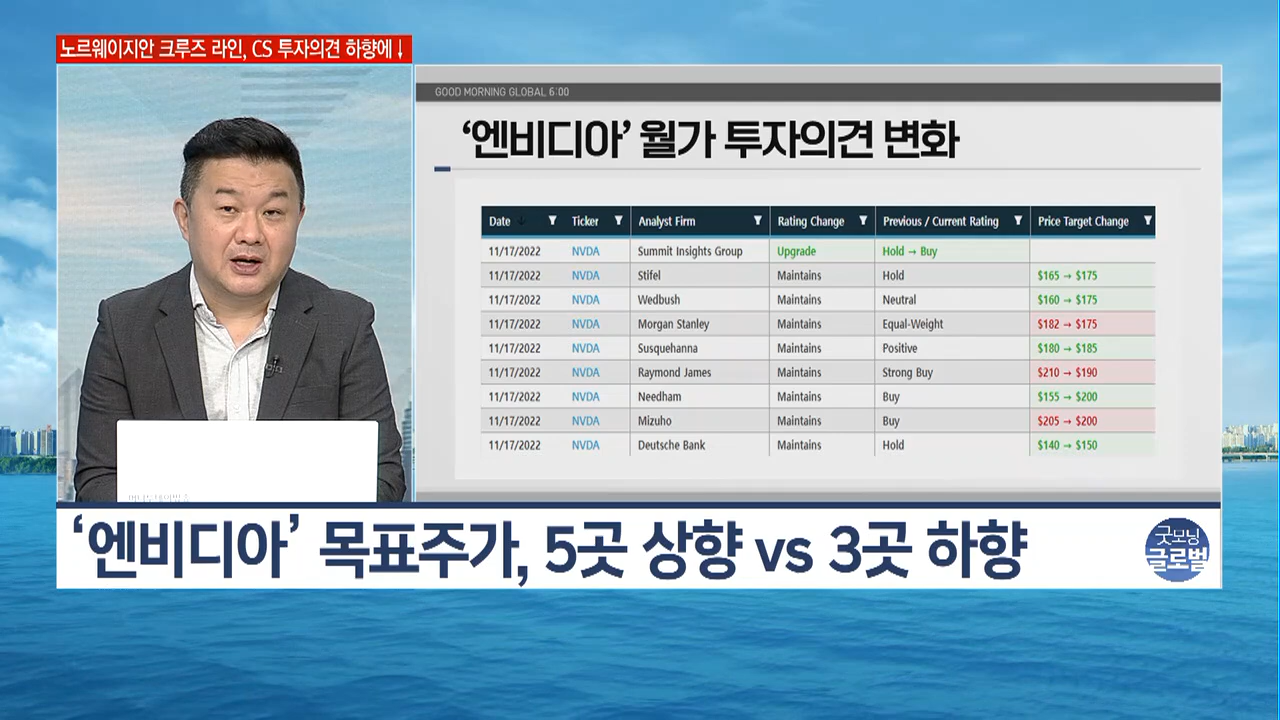 노르웨이지안 크루즈 라인, CS 투자의견 하향에↓
GOOD MORNING GLOBAL 6:00
‘엔비디아’ 월가 투자의견 변화
Date Ticker Analyst Firm Rating Change Previous / Current Rating Price Target Change
11/17/2022 NVDA Summit Insights Group Upgrade Hold → Buy
11/17/2022 NVDA Stifel Maintains Hold $165 → $175
11/17/2022 NVDA Wedbush Maintains Neutral $160 → $175
11/17/2022 NVDA Morgan Stanley Maintains Equal-Weight $182 → $175
11/17/2022 NVDA Susquehanna Maintains Positive $180 → $185
11/17/2022 NVDA Raymond James Maintains Strong Buy $210 → $190
11/17/2022 NVDA Needham Maintains Buy $155 → $200
11/17/2022 NVDA Mizuho Maintains Buy $205 → $200
11/17/2022 NVDA Deutsche Bank Maintains Hold $140 → $150
‘엔비디아’ 목표주가, 5곳 상향 vs 3곳 하향
굿모닝
글로벌